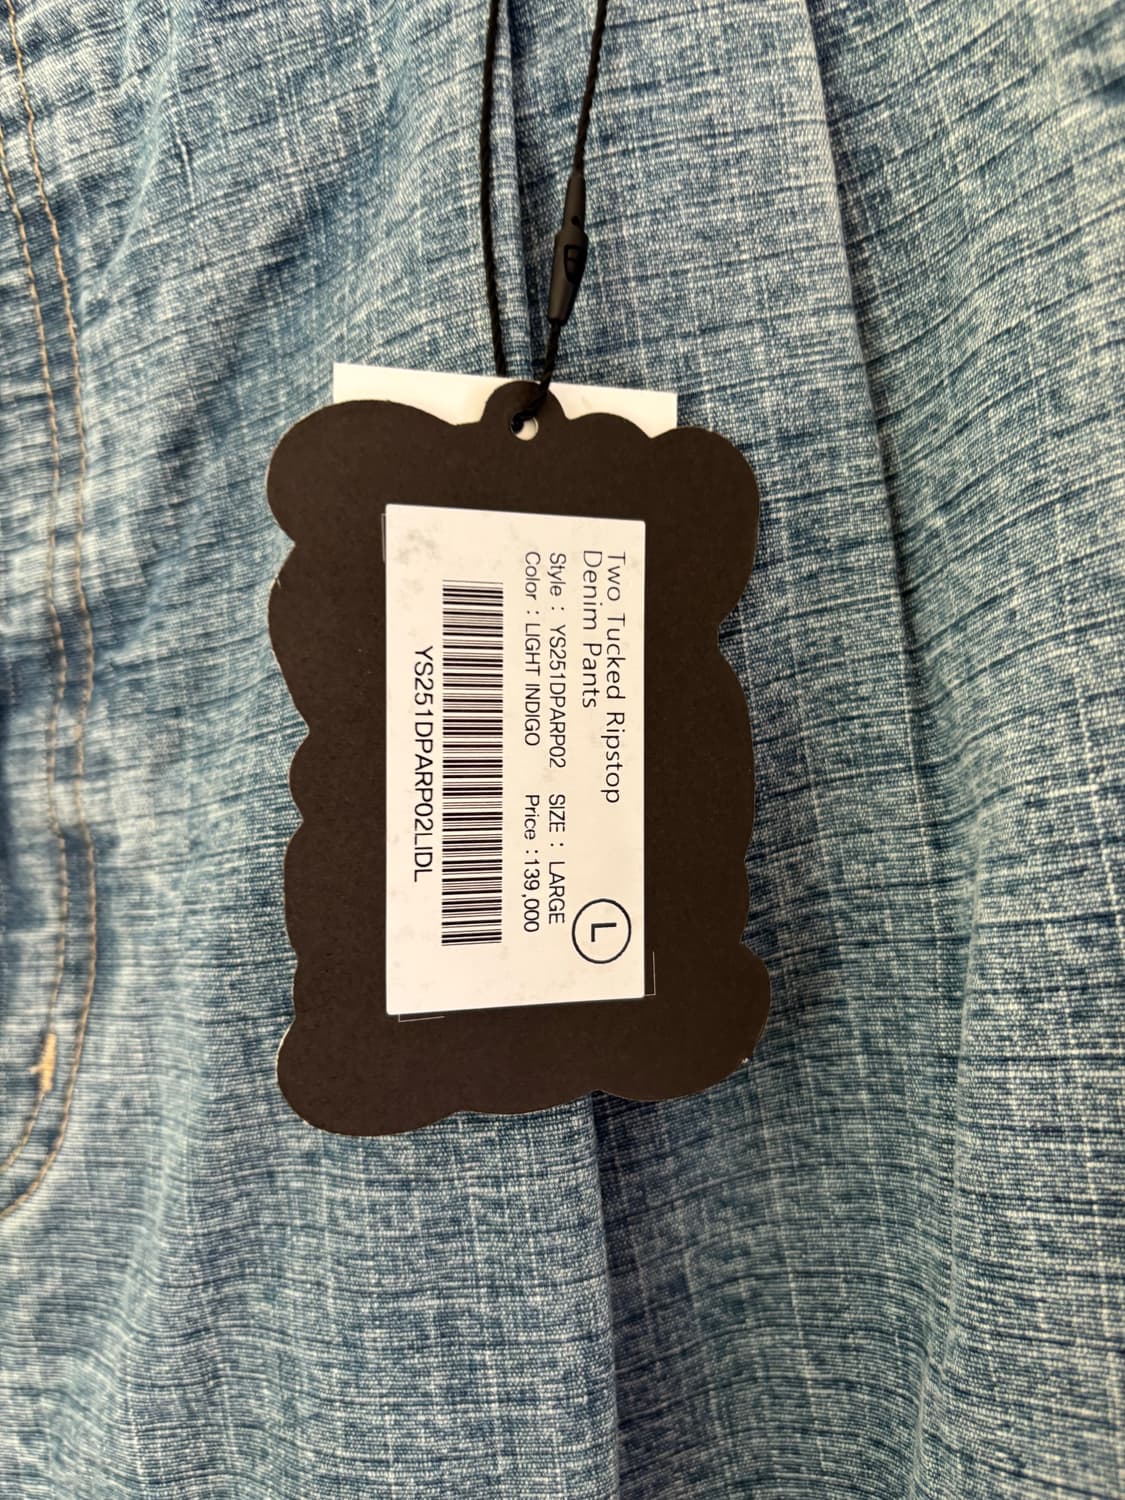 Two Tucked Ripstop
Denim Pants
L
Style : YS251DPARP02 SIZE : LARGE
Color : LIGHT INDIGO Price :139,000
YS251DPARP02LIDL